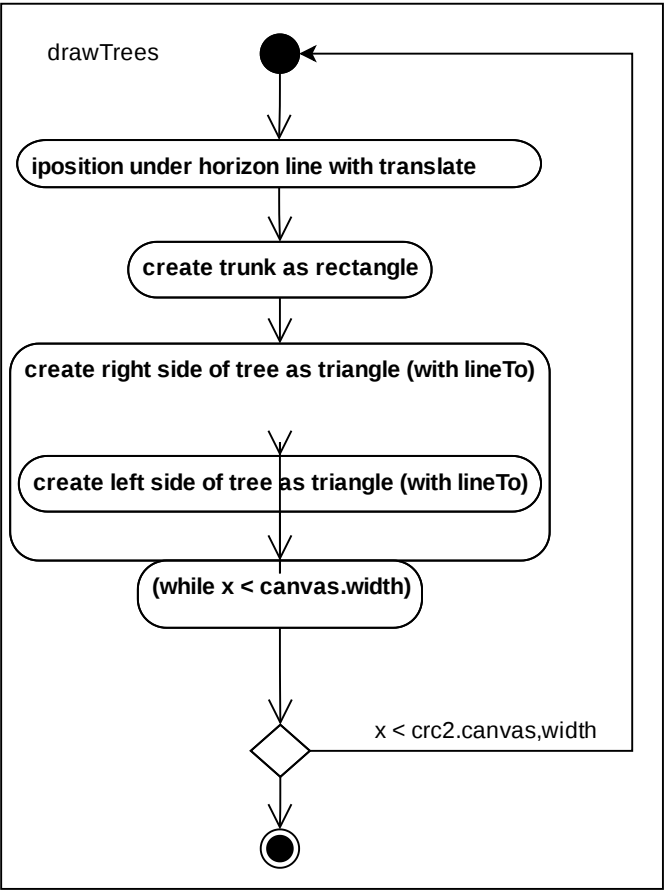 drawTrees
iposition under horizon line with translate
create trunk as rectangle
create right side of tree as triangle (with lineTo)
create left side of tree as triangle (with lineTo)
(while x < canvas.width)
x < crc2.canvas,width